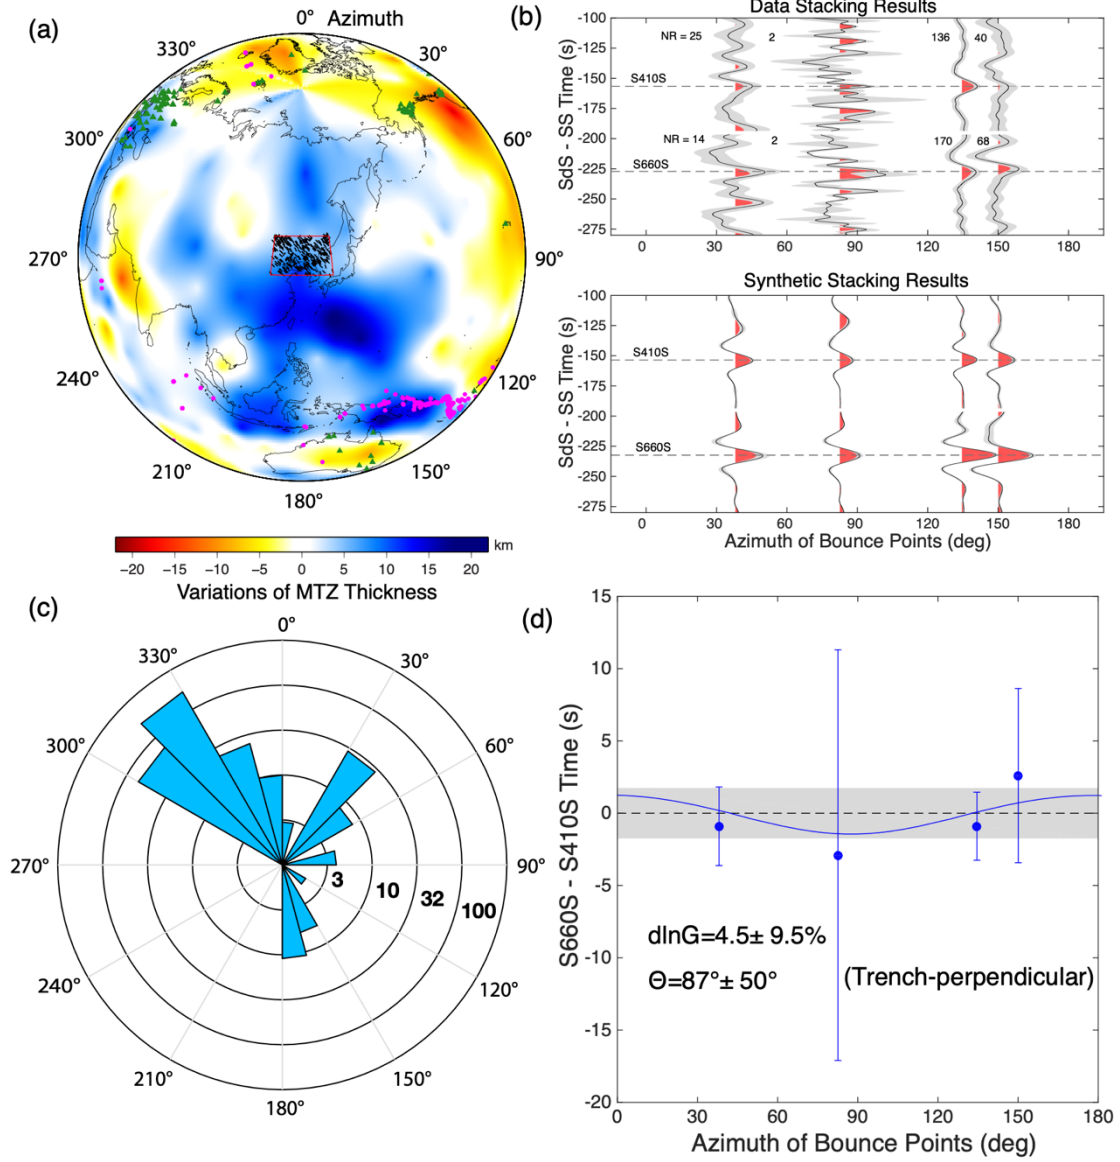 (a)
0° Azimuth
30°
60°
90°
120°
150°
180°
210°
240°
270°
300°
330°
km
−20 −15 −10 −5 0 5 10 15 20
Variations of MTZ Thickness
(b)
Data Stacking Results
SdS - SS Time (s)
-100
-125
-150
-175
-200
-225
-250
-275
NR = 25 2 136 40
S410S
NR = 14 2 170 68
S660S
0 30 60 90 120 150 180
Synthetic Stacking Results
SdS - SS Time (s)
-100
-125
-150
-175
-200
-225
-250
-275
S410S
S660S
0 30 60 90 120 150 180
Azimuth of Bounce Points (deg)
(c)
0°
30°
60°
90°
120°
150°
180°
210°
240°
270°
300°
330°
3 10 32 100
(d)
S660S - S410S Time (s)
15
10
5
0
-5
-10
-15
-20
dlnG=4.5± 9.5%
Θ=87°± 50° (Trench-perpendicular)
0 30 60 90 120 150 180
Azimuth of Bounce Points (deg)